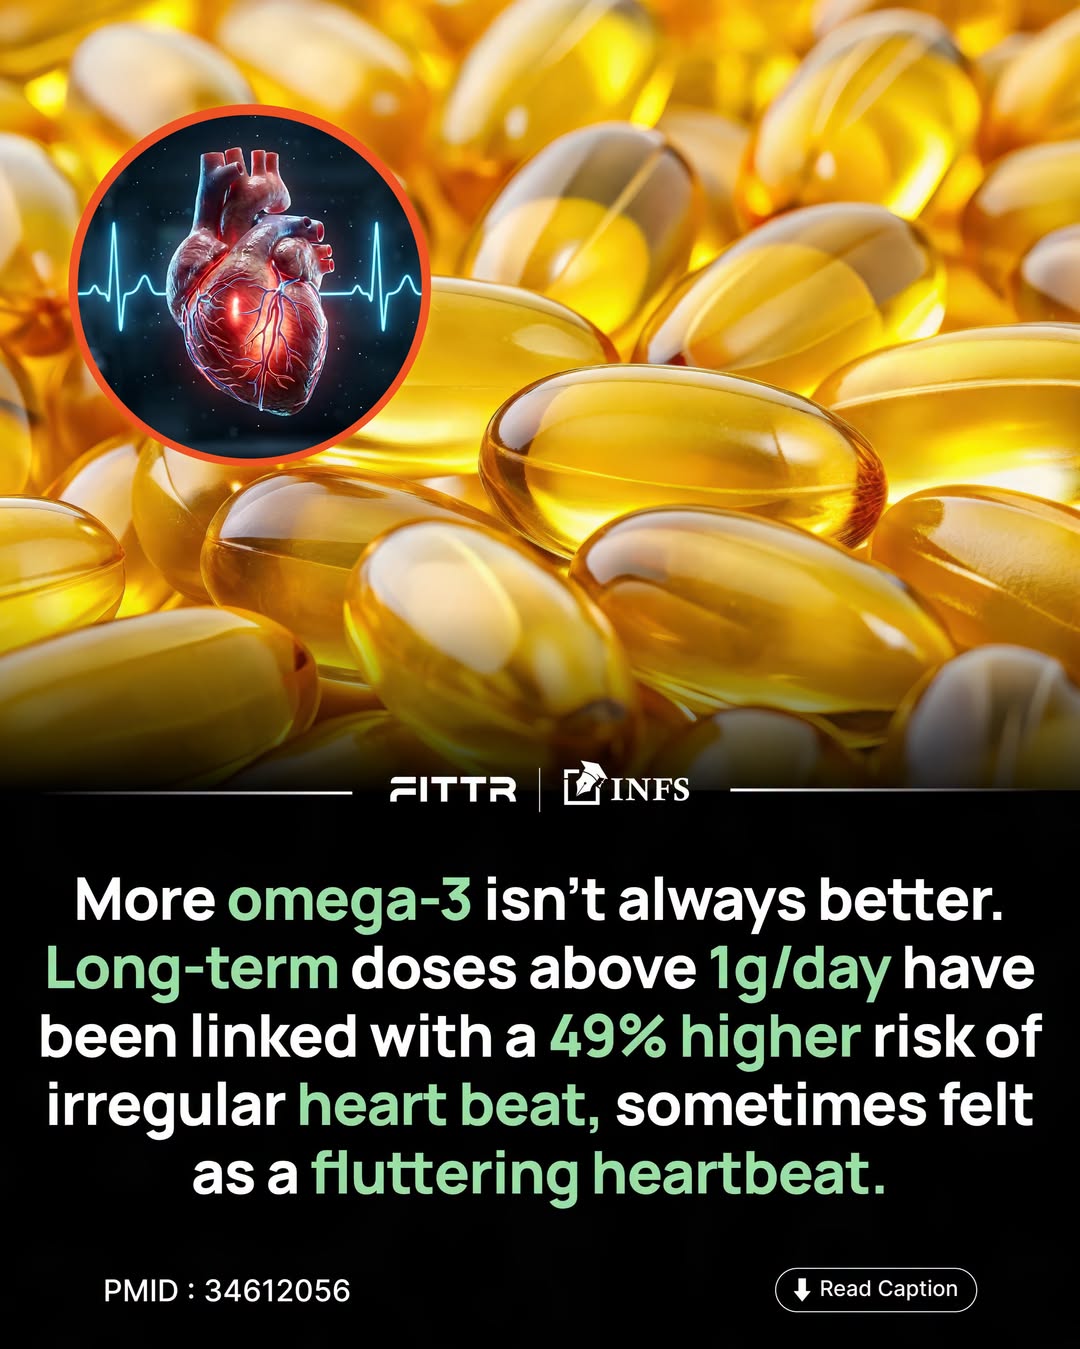 FITTR | INFS
More omega-3 isn't always better.
Long-term doses above 1g/day have
been linked with a 49% higher risk of
irregular heart beat, sometimes felt
as a fluttering heartbeat.
PMID : 34612056
Read Caption